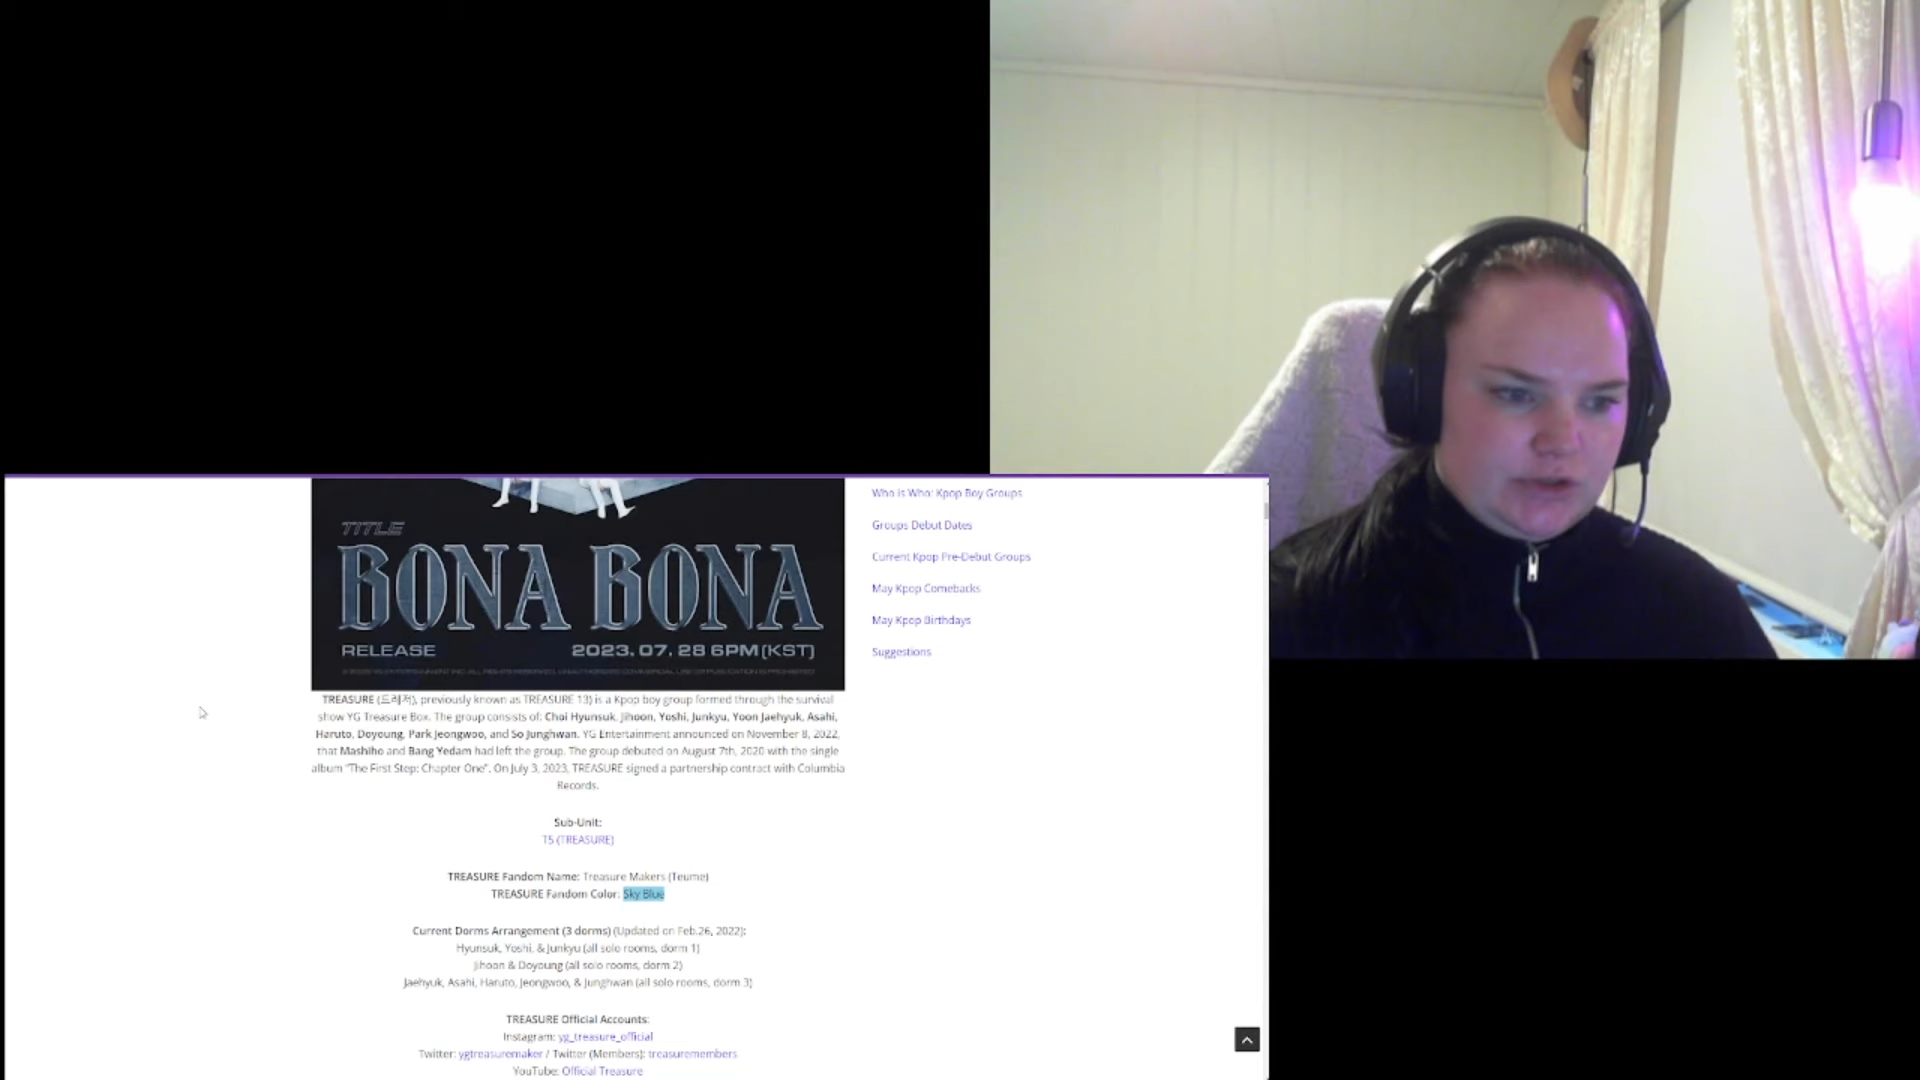 TITLE
BONA BONA
RELEASE 2023. 07. 28 6PM(KST)
TREASURE (트레저), previously known as TREASURE 13) is a Kpop boy group formed through the survival
show YG Treasure Box. The group consists of: Choi Hyunsuk, Jihoon, Yoshi, Junkyu, Yoon Jaehyuk, Asahi,
Haruto, Doyoung, Park Jeongwoo, and So Junghwan. YG Entertainment announced on November 8, 2022,
that Mashiho and Bang Yedam had left the group. The group debuted on August 7th, 2020 with the single
album "The First Step: Chapter One". On July 3, 2023, TREASURE signed a partnership contract with Columbia
Records.
Sub-Unit:
T5 (TREASURE)
TREASURE Fandom Name: Treasure Makers (Teume)
TREASURE Fandom Color: Sky Blue
Current Dorms Arrangement (3 dorms) (Updated on Feb.26, 2022):
Hyunsuk, Yoshi, & Junkyu (all solo rooms, dorm 1)
Jihoon & Doyoung (all solo rooms, dorm 2)
Jaehyuk, Asahi, Haruto, Jeongwoo, & Junghwan (all solo rooms, dorm 3)
TREASURE Official Accounts:
Instagram: yg_treasure_official
Twitter: ygtreasuremaker / Twitter (Members): treasuremembers
YouTube: Official Treasure
Who is Who: Kpop Boy Groups
Groups Debut Dates
Current Kpop Pre-Debut Groups
May Kpop Comebacks
May Kpop Birthdays
Suggestions